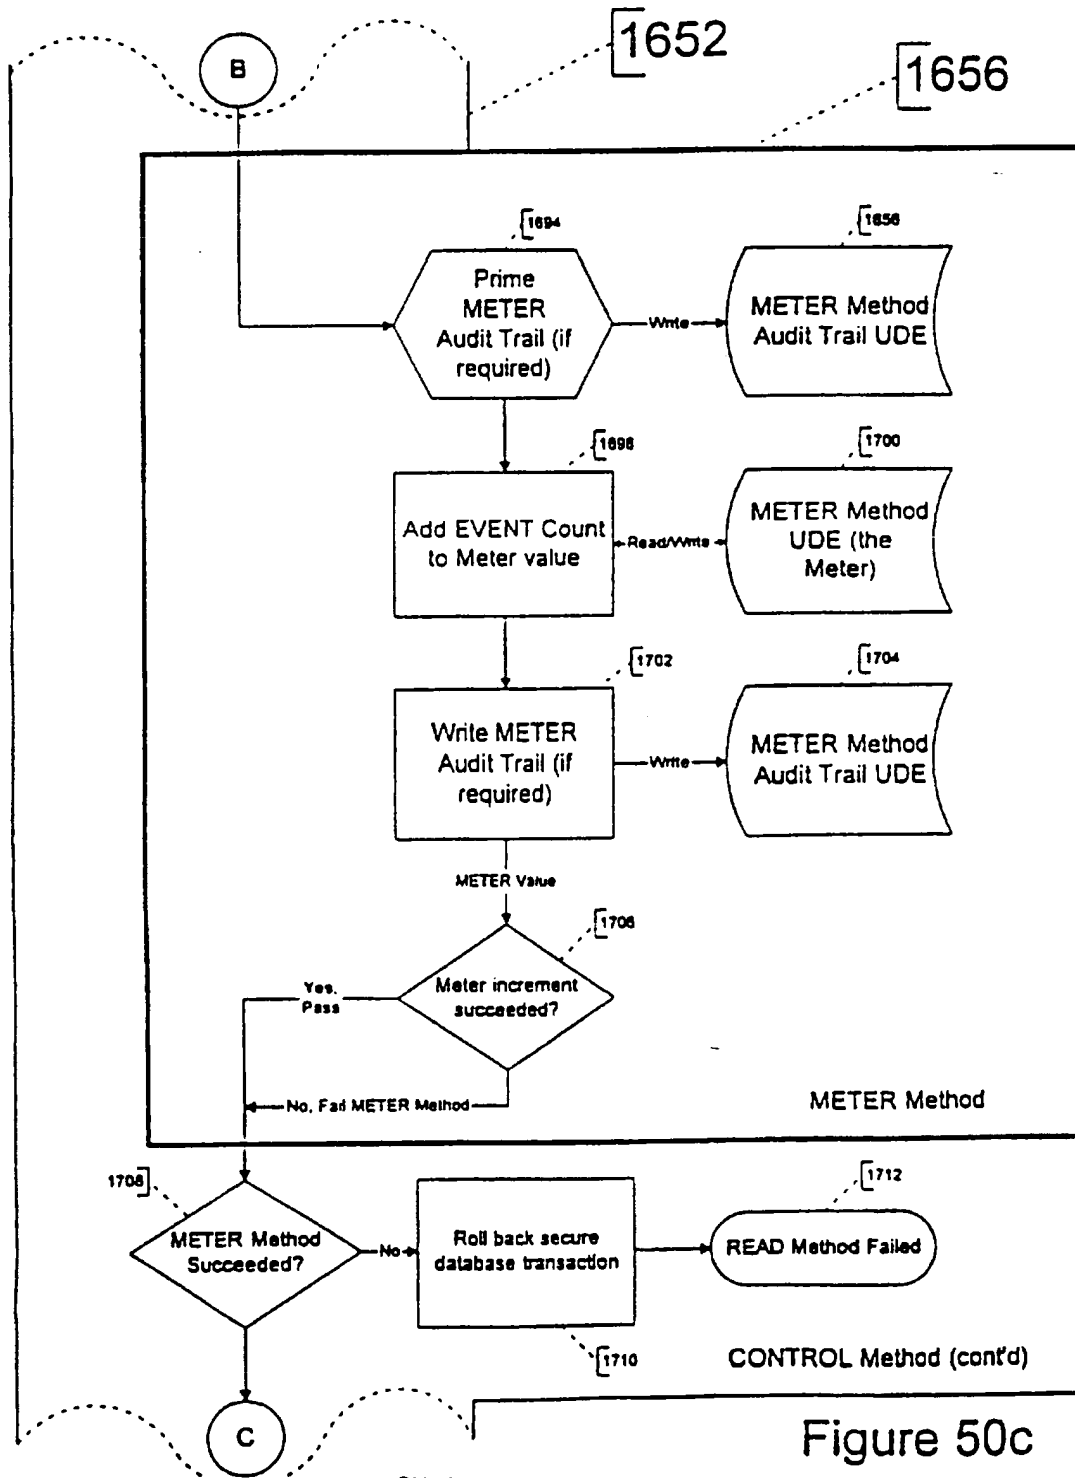 1652
B
1656
1694
1656
Prime
METER
Audit Trail (if
required)
Write
METER Method
Audit Trail UDE
1698
1700
Add EVENT Count
to Meter value
Read/Write
METER Method
UDE (the
Meter)
1702
1704
Write METER
Audit Trail (if
required)
Write
METER Method
Audit Trail UDE
METER Value
1706
Meter increment
succeeded?
Yes,
Pass
No, Fail METER Method
METER Method
1708
1712
METER Method
Succeeded?
No
Roll back secure
database transaction
READ Method Failed
1710
CONTROL Method (cont'd)
C
Figure 50c